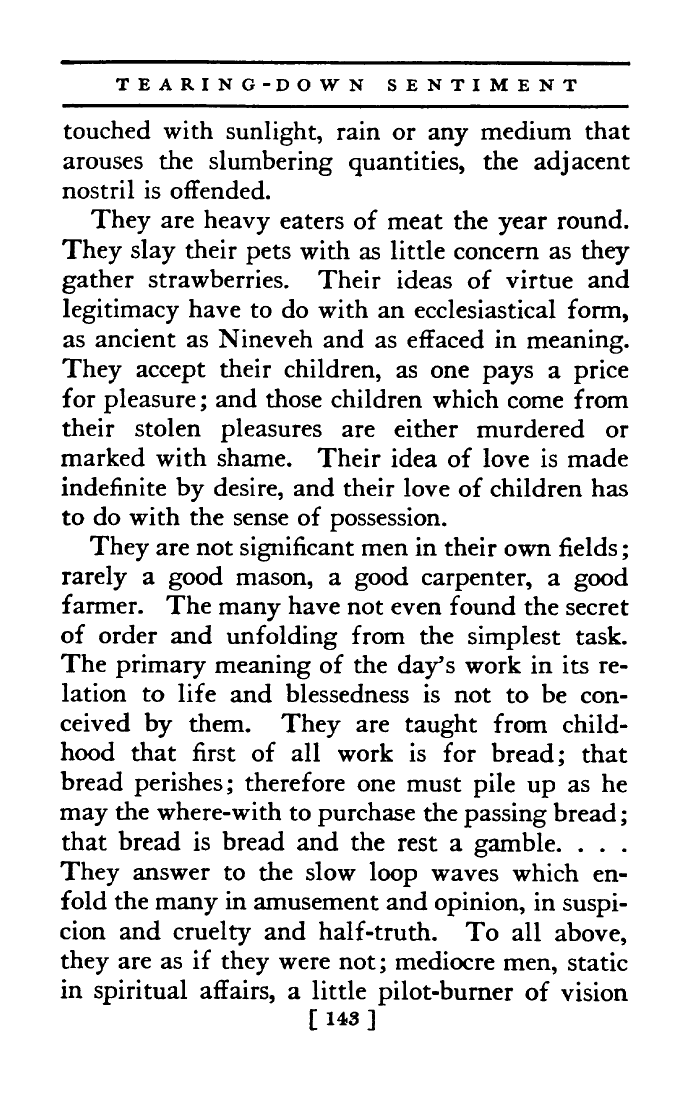 TEARING-DOWN SENTIMENT
touched with sunlight, rain or any medium that
arouses the slumbering quantities, the adjacent
nostril is offended.
They are heavy eaters of meat the year round.
They slay their pets with as little concern as they
gather strawberries. Their ideas of virtue and
legitimacy have to do with an ecclesiastical form,
as ancient as Nineveh and as effaced in meaning.
They accept their children, as one pays a price
for pleasure; and those children which come from
their stolen pleasures are either murdered or
marked with shame. Their idea of love is made
indefinite by desire, and their love of children has
to do with the sense of possession.
They are not significant men in their own fields;
rarely a good mason, a good carpenter, a good
farmer. The many have not even found the secret
of order and unfolding from the simplest task.
The primary meaning of the day's work in its re-
lation to life and blessedness is not to be con-
ceived by them. They are taught from child-
hood that first of all work is for bread; that
bread perishes; therefore one must pile up as he
may the where-with to purchase the passing bread;
that bread is bread and the rest a gamble. . . .
They answer to the slow loop waves which en-
fold the many in amusement and opinion, in suspi-
cion and cruelty and half-truth. To all above,
they are as if they were not; mediocre men, static
in spiritual affairs, a little pilot-burner of vision
[ 143 ]